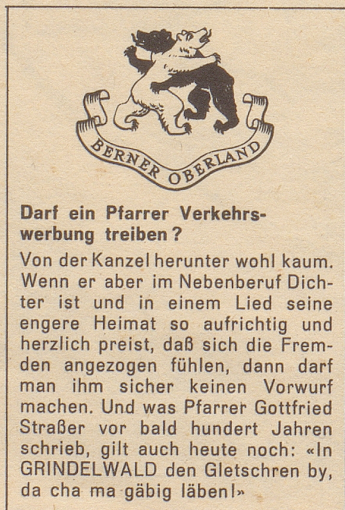 BERNER OBERLAND
Darf ein Pfarrer Verkehrs-
werbung treiben?
Von der Kanzel herunter wohl kaum.
Wenn er aber im Nebenberuf Dich-
ter ist und in einem Lied seine
engere Heimat so aufrichtig und
herzlich preist, daß sich die Frem-
den angezogen fühlen, dann darf
man ihm sicher keinen Vorwurf
machen. Und was Pfarrer Gottfried
Straßer vor bald hundert Jahren
schrieb, gilt auch heute noch: «In
GRINDELWALD den Gletschren by,
da cha ma gäbig läben!»